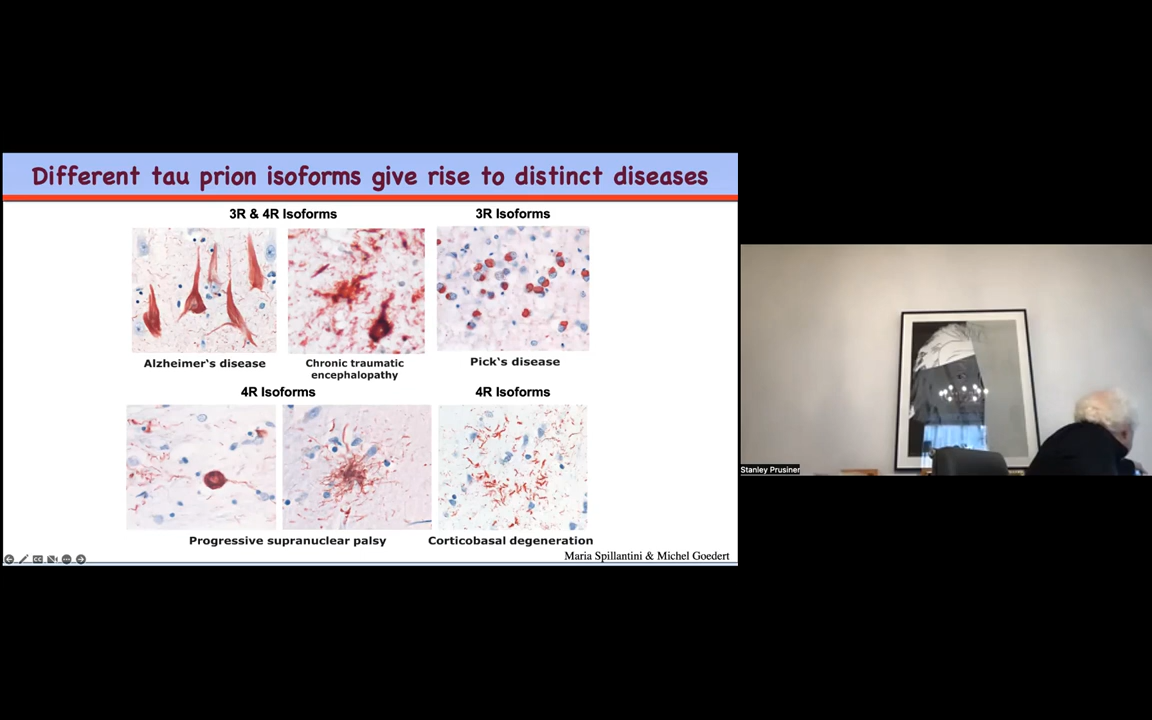 Different tau prion isoforms give rise to distinct diseases
3R & 4R Isoforms
3R Isoforms
Alzheimer's disease
Chronic traumatic
encephalopathy
Pick's disease
4R Isoforms
4R Isoforms
Progressive supranuclear palsy
Corticobasal degeneration
Maria Spillantini & Michel Goedert
Stanley Prusiner